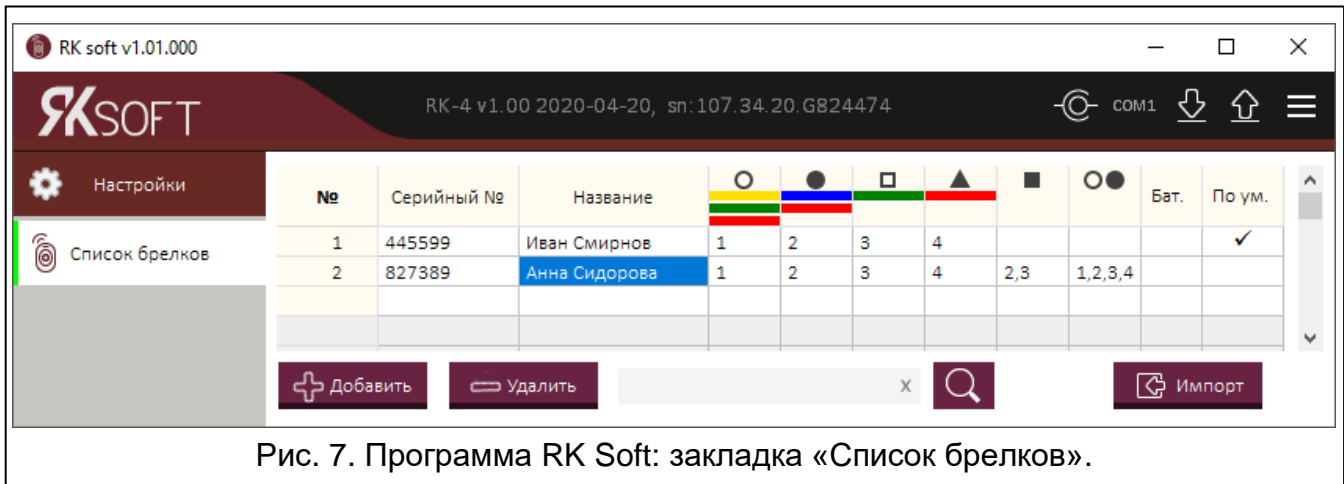 RK soft v1.01.000
RKSOFT
RK-4 v1.00 2020-04-20, sn:107.34.20.G824474
COM1
Настройки
Список брелков
№ Серийный № Название Бат. По ум.
1 445599 Иван Смирнов 1 2 3 4 ✓
2 827389 Анна Сидорова 1 2 3 4 2,3 1,2,3,4
Добавить Удалить x Импорт
Рис. 7. Программа RK Soft: закладка «Список брелков».